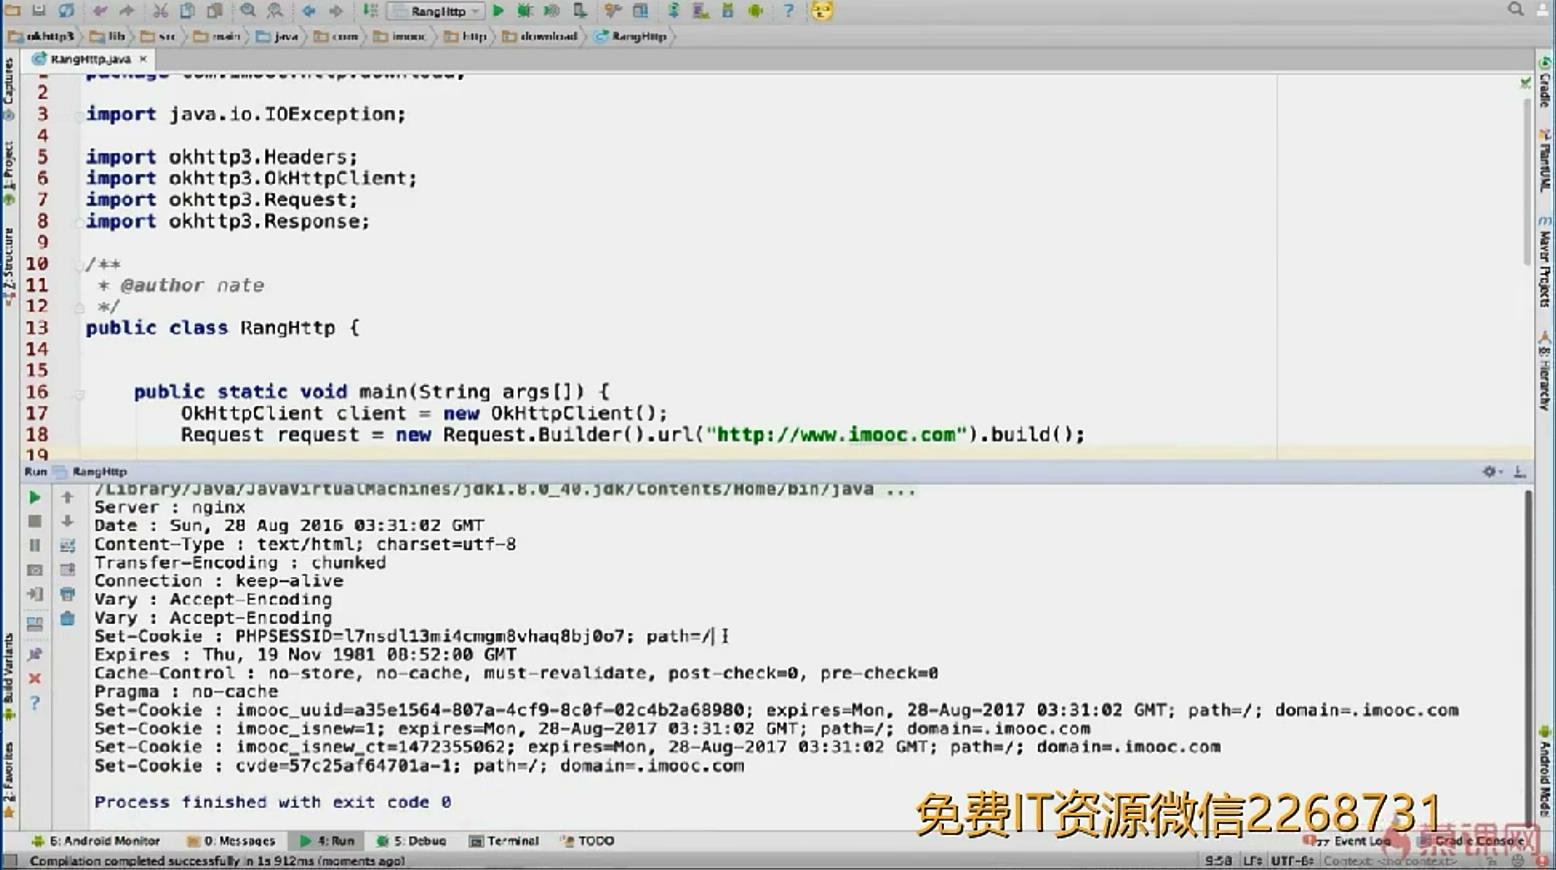 RangHttp
okhttp3 lib src main java com imooc http download RangHttp
RangHttp.java
2
3 import java.io.IOException;
4
5 import okhttp3.Headers;
6 import okhttp3.OkHttpClient;
7 import okhttp3.Request;
8 import okhttp3.Response;
9
10 /**
11 * @author nate
12 */
13 public class RangHttp {
14
15
16 public static void main(String args[]) {
17 OkHttpClient client = new OkHttpClient();
18 Request request = new Request.Builder().url("http://www.imooc.com").build();
19
Run RangHttp
/Library/Java/JavaVirtualMachines/jdk1.8.0_40.jdk/Contents/Home/bin/java ...
Server : nginx
Date : Sun, 28 Aug 2016 03:31:02 GMT
Content-Type : text/html; charset=utf-8
Transfer-Encoding : chunked
Connection : keep-alive
Vary : Accept-Encoding
Vary : Accept-Encoding
Set-Cookie : PHPSESSID=l7nsdl13mi4cmgm8vhaq8bj0o7; path=/
Expires : Thu, 19 Nov 1981 08:52:00 GMT
Cache-Control : no-store, no-cache, must-revalidate, post-check=0, pre-check=0
Pragma : no-cache
Set-Cookie : imooc_uuid=a35e1564-807a-4cf9-8c0f-02c4b2a68980; expires=Mon, 28-Aug-2017 03:31:02 GMT; path=/; domain=.imooc.com
Set-Cookie : imooc_isnew=1; expires=Mon, 28-Aug-2017 03:31:02 GMT; path=/; domain=.imooc.com
Set-Cookie : imooc_isnew_ct=1472355062; expires=Mon, 28-Aug-2017 03:31:02 GMT; path=/; domain=.imooc.com
Set-Cookie : cvde=57c25af64701a-1; path=/; domain=.imooc.com
Process finished with exit code 0
免费IT资源微信2268731
慕课网
6: Android Monitor 0: Messages 4: Run 5: Debug Terminal TODO Event Log Gradle Console
Compilation completed successfully in 1s 912ms (moments ago) 9:58 LF÷ UTF-8÷ Context: <no context>
Captures
1: Project
7: Structure
Build Variants
2: Favorites
Gradle
PlantUML
Maven Projects
8: Hierarchy
Android Model